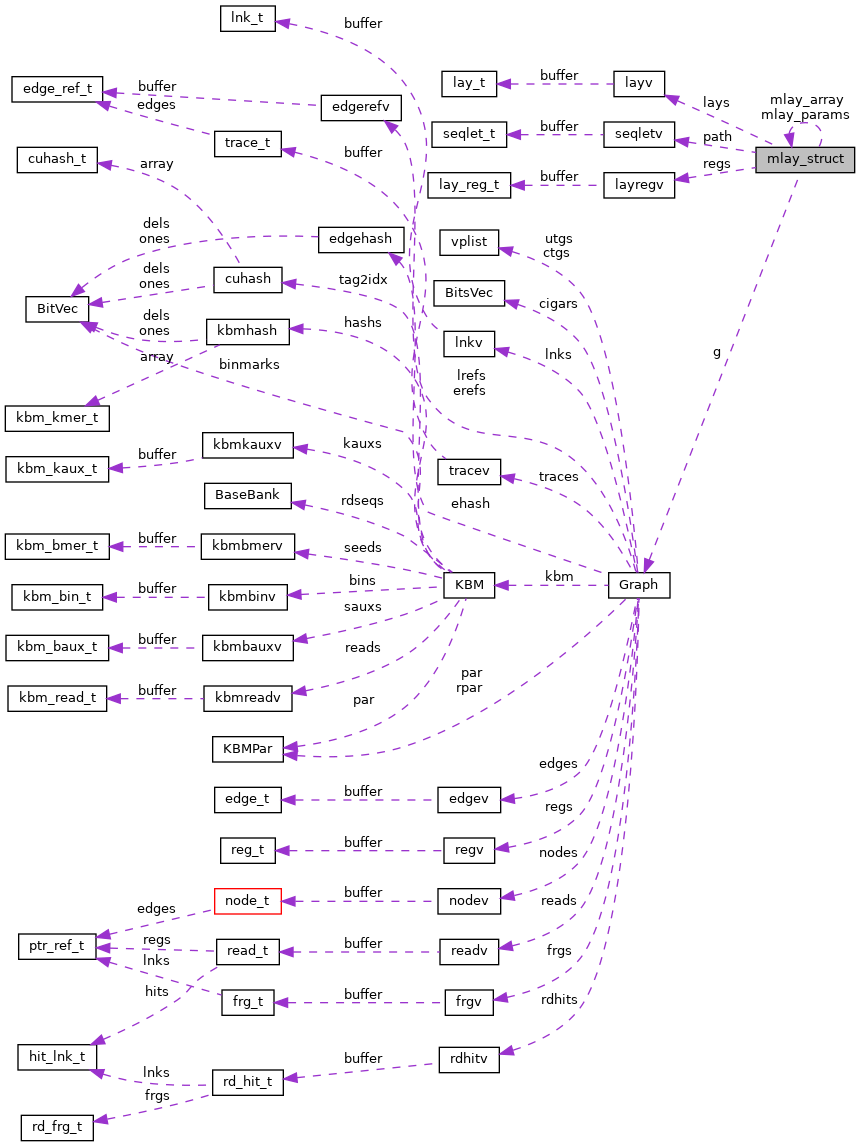 lnk_t
buffer
edge_ref_t
buffer
edges
edgerefv
trace_t
buffer
cuhash_t
array
lay_t
buffer
layv
lays
mlay_array
mlay_params
seqlet_t
buffer
seqletv
path
mlay_struct
lay_reg_t
buffer
layregv
regs
dels
ones
edgehash
vplist
utgs
ctgs
dels
ones
cuhash
tag2idx
BitsVec
cigars
BitVec
dels
ones
kbmhash
hashs
lnkv
lnks
g
array
binmarks
lrefs
erefs
kbm_kmer_t
kbm_kaux_t
buffer
kbmkauxv
kauxs
tracev
traces
BaseBank
rdseqs
ehash
kbm_bmer_t
buffer
kbmbmerv
seeds
KBM
kbm
Graph
kbm_bin_t
buffer
kbmbinv
bins
kbm_baux_t
buffer
kbmbauxv
sauxs
kbm_read_t
buffer
kbmreadv
reads
par
par
rpar
KBMPar
edge_t
buffer
edgev
edges
reg_t
buffer
regv
regs
node_t
buffer
nodev
nodes
ptr_ref_t
edges
regs
lnks
read_t
buffer
readv
reads
hits
frg_t
buffer
frgv
frgs
hit_lnk_t
lnks
frgs
rd_hit_t
buffer
rdhitv
rdhits
rd_frg_t